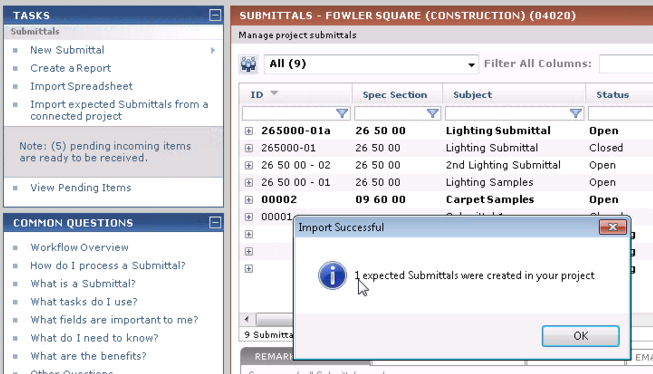 TASKS
Submittals
New Submittal
Create a Report
Import Spreadsheet
Import expected Submittals from a
connected project
Note: (5) pending incoming items
are ready to be received.
View Pending Items
COMMON QUESTIONS
Workflow Overview
How do I process a Submittal?
What is a Submittal?
What tasks do I use?
What fields are important to me?
What do I need to know?
What are the benefits?
Other Questions
SUBMITTALS - FOWLER SQUARE (CONSTRUCTION) (04020)
Manage project submittals
All (9)
Filter All Columns:
ID Spec Section Subject Status
265000-01a 26 50 00 Lighting Submittal Open
265000-01 26 50 00 Lighting Submittal Closed
26 50 00 - 02 26 50 00 2nd Lighting Submittal Open
26 50 00 - 01 26 50 00 Lighting Samples Open
00002 09 60 00 Carpet Samples Open
00001
Import Successful
1 expected Submittals were created in your project
OK
9 Submitta
REMAR
EMA